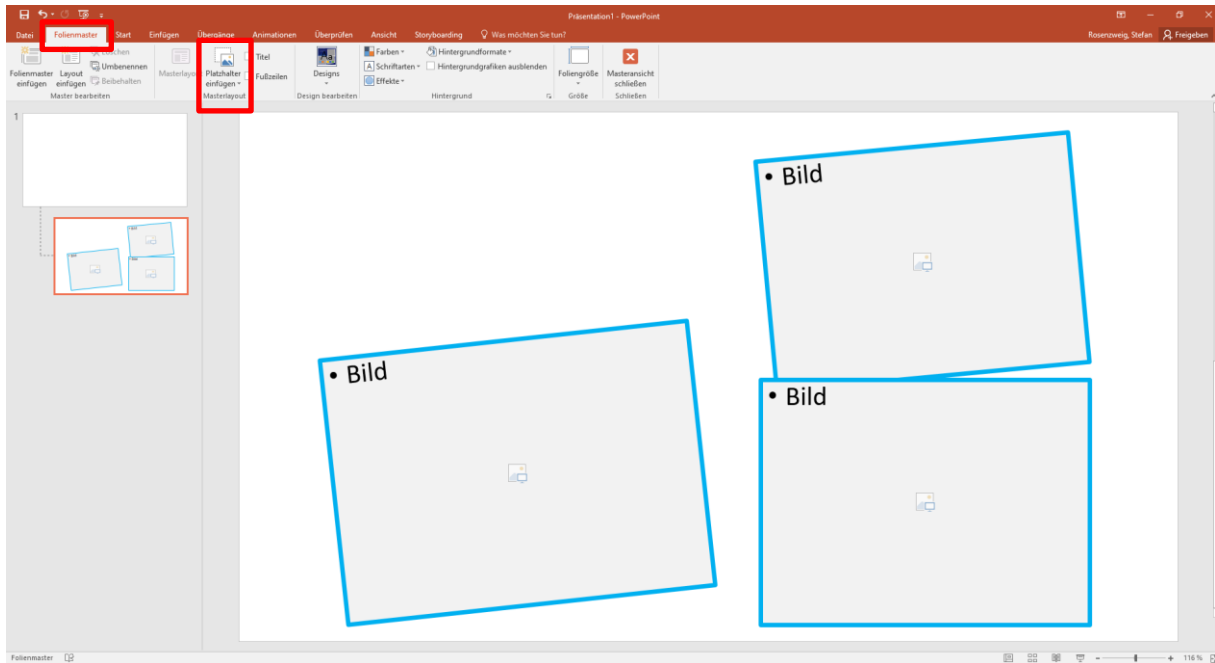 Präsentation1 - PowerPoint
Datei Folienmaster Start Einfügen Übergänge Animationen Überprüfen Ansicht Storyboarding Was möchten Sie tun? Rosenzweig, Stefan Freigeben
Folienmaster einfügen
Layout einfügen
Löschen
Umbenennen
Beibehalten
Master bearbeiten
Masterlayout
Platzhalter einfügen
Titel
Fußzeilen
Masterlayout
Designs
Design bearbeiten
Farben
Schriftarten
Effekte
Hintergrundformate
Hintergrundgrafiken ausblenden
Hintergrund
Foliengröße
Größe
Masteransicht schließen
Schließen
1
• Bild
• Bild
• Bild
Folienmaster
116 %